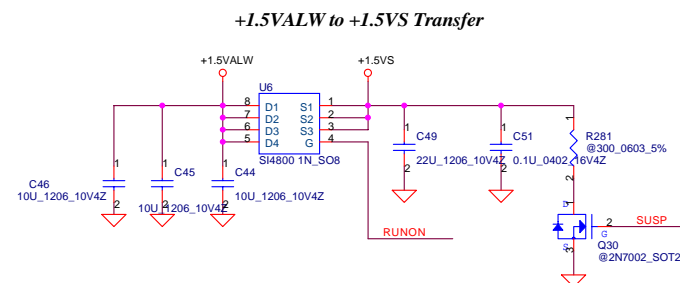 +1.5VALW to +1.5VS Transfer
+1.5VALW
+1.5VS
U6
8 D1 S1 1
7 D2 S2 2
6 D3 S3 3
5 D4 G 4
SI4800 1N_SO8
1
C46
10U_1206_10V4Z
2
1
C45
10U_1206_10V4Z
2
1
C44
10U_1206_10V4Z
2
RUNON
1
C49
22U_1206_10V4Z
2
1
C51
0.1U_0402_16V4Z
2
1
R281
@300_0603_5%
2
D
1
2
G
SUSP
S
3
Q30
@2N7002_SOT2